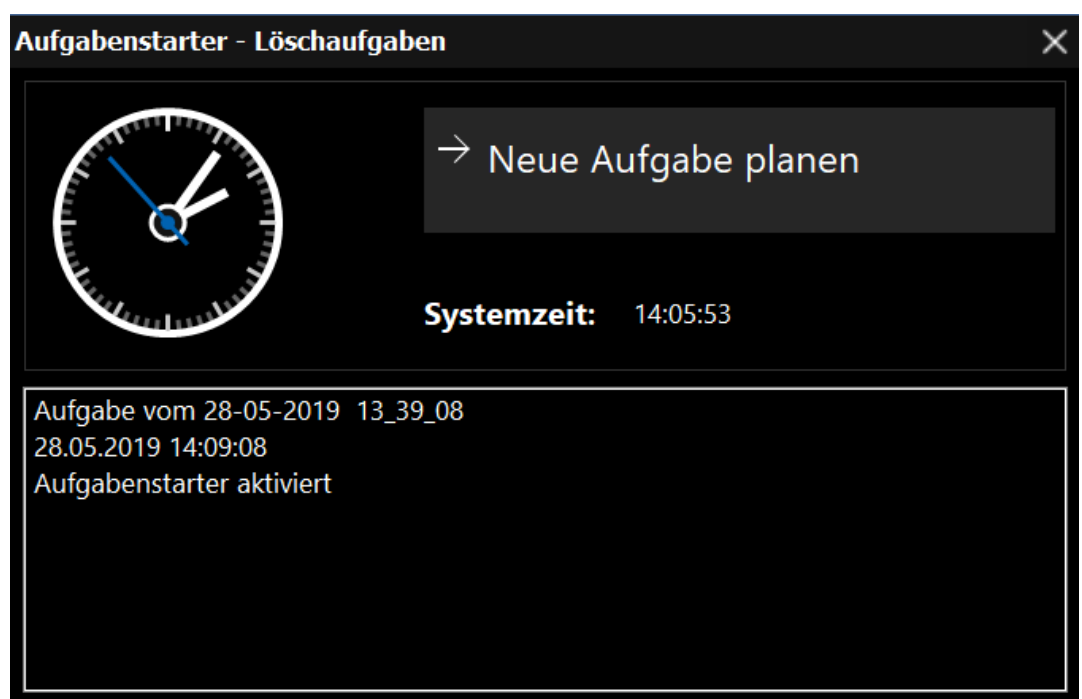 Aufgabenstarter - Löschaufgaben
Neue Aufgabe planen
Systemzeit: 14:05:53
Aufgabe vom 28-05-2019  13_39_08
28.05.2019 14:09:08
Aufgabenstarter aktiviert